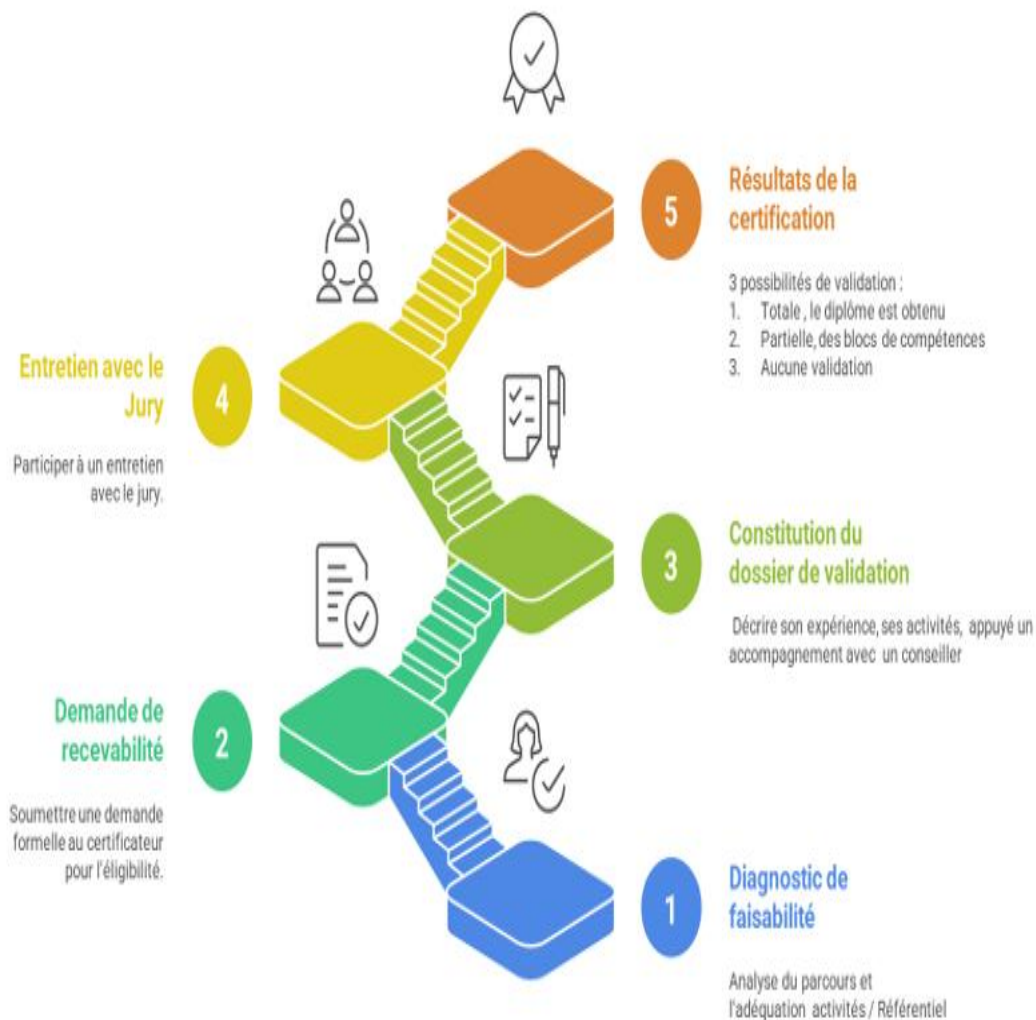 5
Résultats de la
certification
3 possibilités de validation :
1. Totale , le diplôme est obtenu
2. Partielle, des blocs de compétences
3. Aucune validation
Entretien avec le
Jury
4
Participer à un entretien
avec le jury.
3
Constitution du
dossier de validation
Décrire son expérience, ses activités, appuyé un
accompagnement avec un conseiller
Demande de
recevabilité
2
Soumettre une demande
formelle au certificateur
pour l'éligibilité.
1
Diagnostic de
faisabilité
Analyse du parcours et
l'adéquation activités / Référentiel